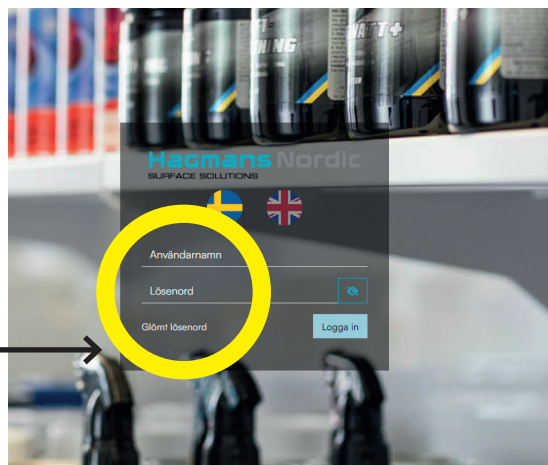 Hagmans Nordic
SURFACE SOLUTIONS
Användarnamn
Lösenord
Glömt lösenord
Logga in